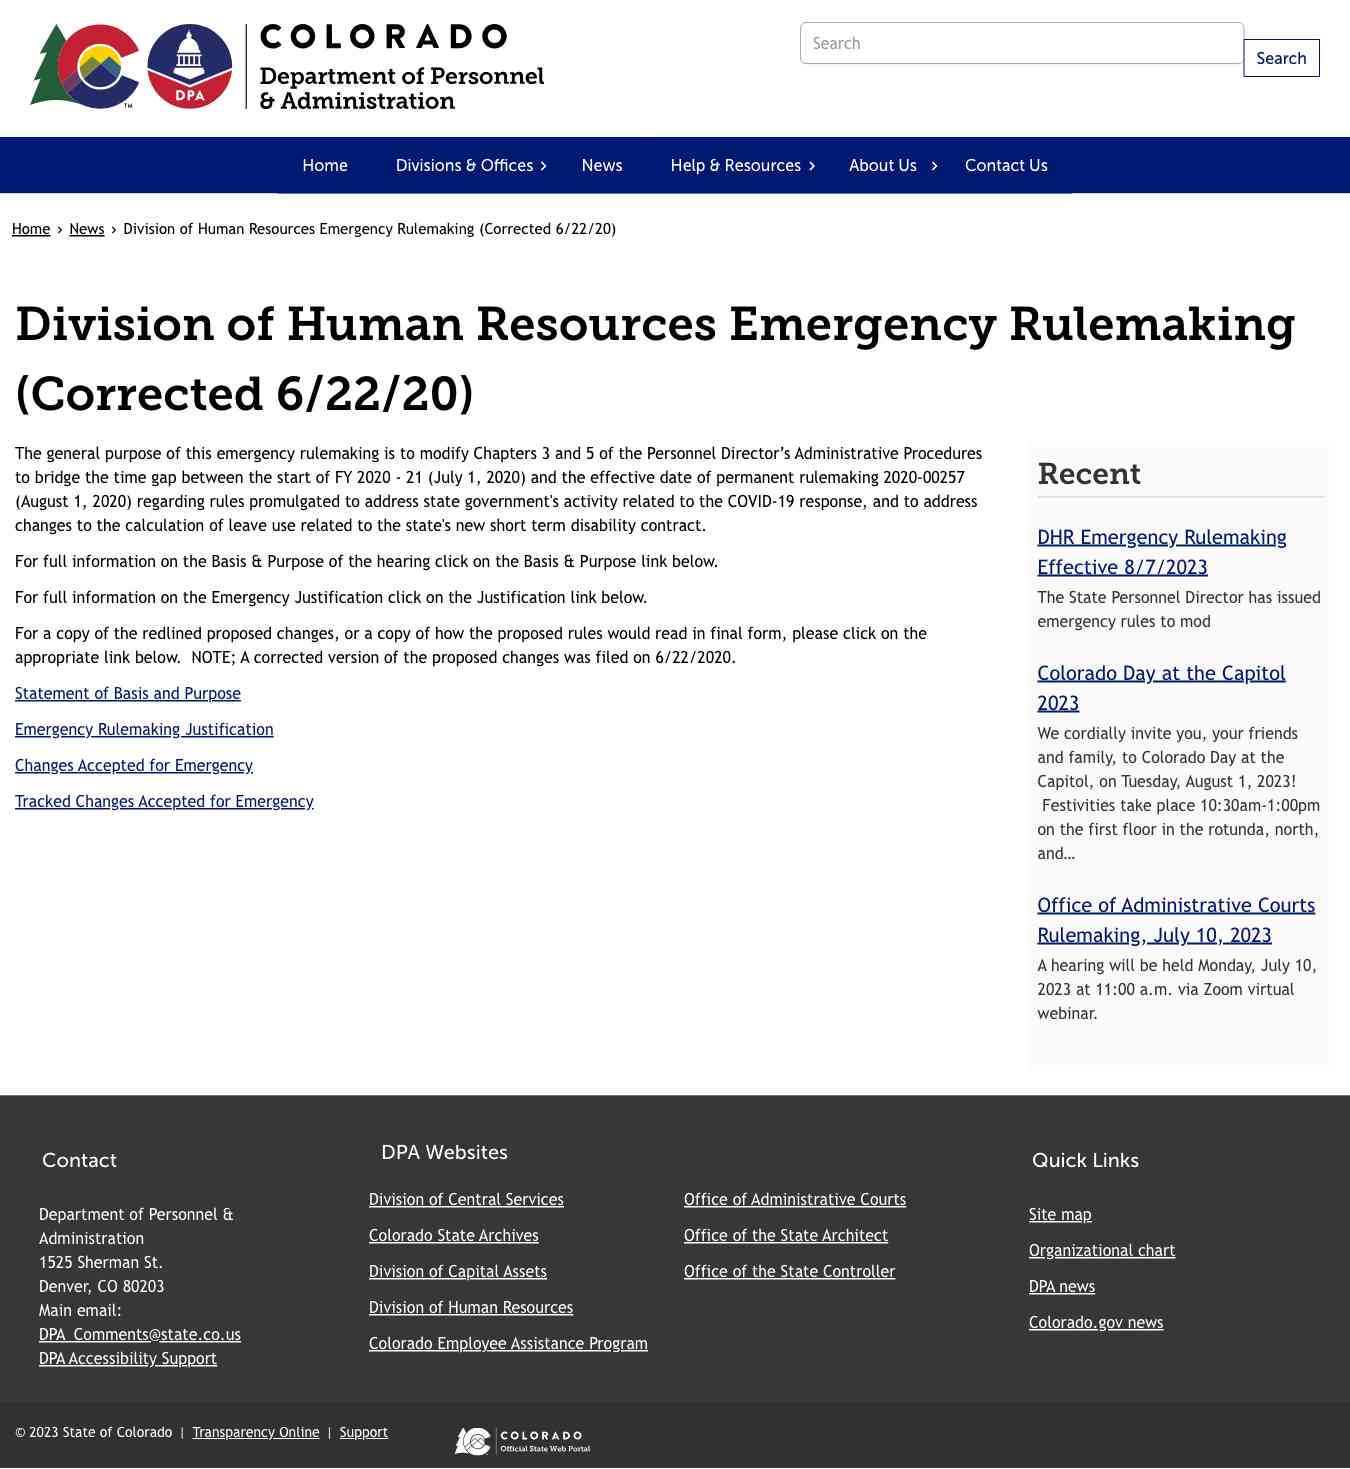 COLORADO
Department of Personnel
& Administration
DPA
TM
Search
Search
Home
Divisions & Offices
News
Help & Resources
About Us
Contact Us
Home › News › Division of Human Resources Emergency Rulemaking (Corrected 6/22/20)
Division of Human Resources Emergency Rulemaking
(Corrected 6/22/20)
The general purpose of this emergency rulemaking is to modify Chapters 3 and 5 of the Personnel Director’s Administrative Procedures
to bridge the time gap between the start of FY 2020 - 21 (July 1, 2020) and the effective date of permanent rulemaking 2020-00257
(August 1, 2020) regarding rules promulgated to address state government's activity related to the COVID-19 response, and to address
changes to the calculation of leave use related to the state's new short term disability contract.
For full information on the Basis & Purpose of the hearing click on the Basis & Purpose link below.
For full information on the Emergency Justification click on the Justification link below.
For a copy of the redlined proposed changes, or a copy of how the proposed rules would read in final form, please click on the
appropriate link below.  NOTE; A corrected version of the proposed changes was filed on 6/22/2020.
Statement of Basis and Purpose
Emergency Rulemaking Justification
Changes Accepted for Emergency
Tracked Changes Accepted for Emergency
Recent
DHR Emergency Rulemaking
Effective 8/7/2023
The State Personnel Director has issued
emergency rules to mod
Colorado Day at the Capitol
2023
We cordially invite you, your friends
and family, to Colorado Day at the
Capitol, on Tuesday, August 1, 2023!
Festivities take place 10:30am-1:00pm
on the first floor in the rotunda, north,
and…
Office of Administrative Courts
Rulemaking, July 10, 2023
A hearing will be held Monday, July 10,
2023 at 11:00 a.m. via Zoom virtual
webinar.
Contact
Department of Personnel &
Administration
1525 Sherman St.
Denver, CO 80203
Main email:
DPA_Comments@state.co.us
DPA Accessibility Support
DPA Websites
Division of Central Services
Colorado State Archives
Division of Capital Assets
Division of Human Resources
Colorado Employee Assistance Program
Office of Administrative Courts
Office of the State Architect
Office of the State Controller
Quick Links
Site map
Organizational chart
DPA news
Colorado.gov news
© 2023 State of Colorado | Transparency Online | Support
COLORADO
Official State Web Portal